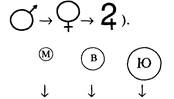 ♂ → ♀ → 2̣ ).
М В Ю
↓ ↓ ↓